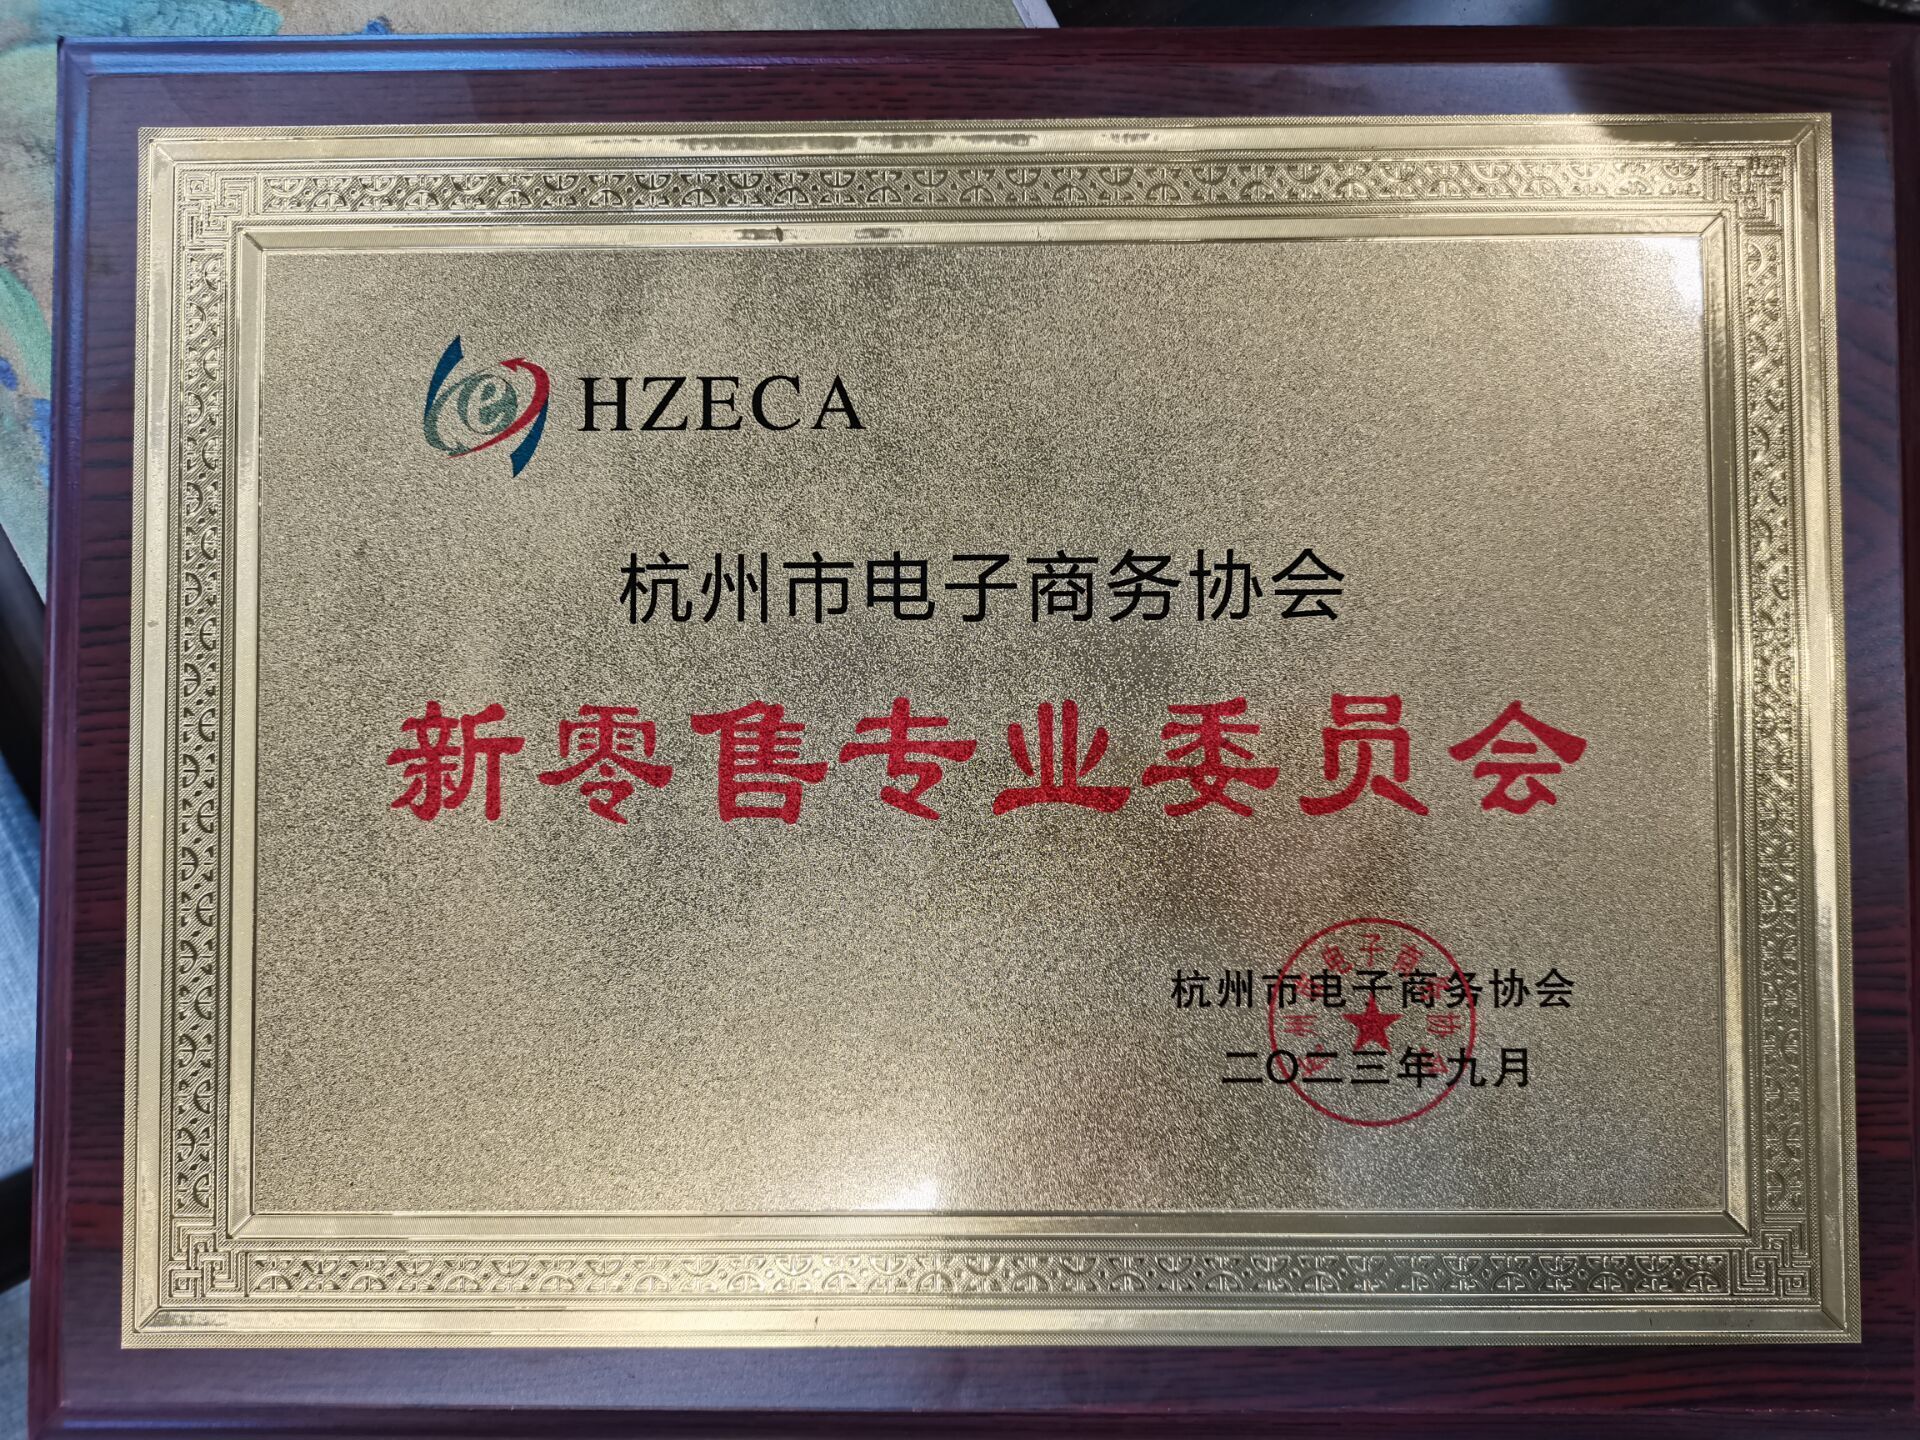 HZECA
杭州市电子商务协会
新零售专业委员会
杭州市电子商务协会
二〇二三年九月